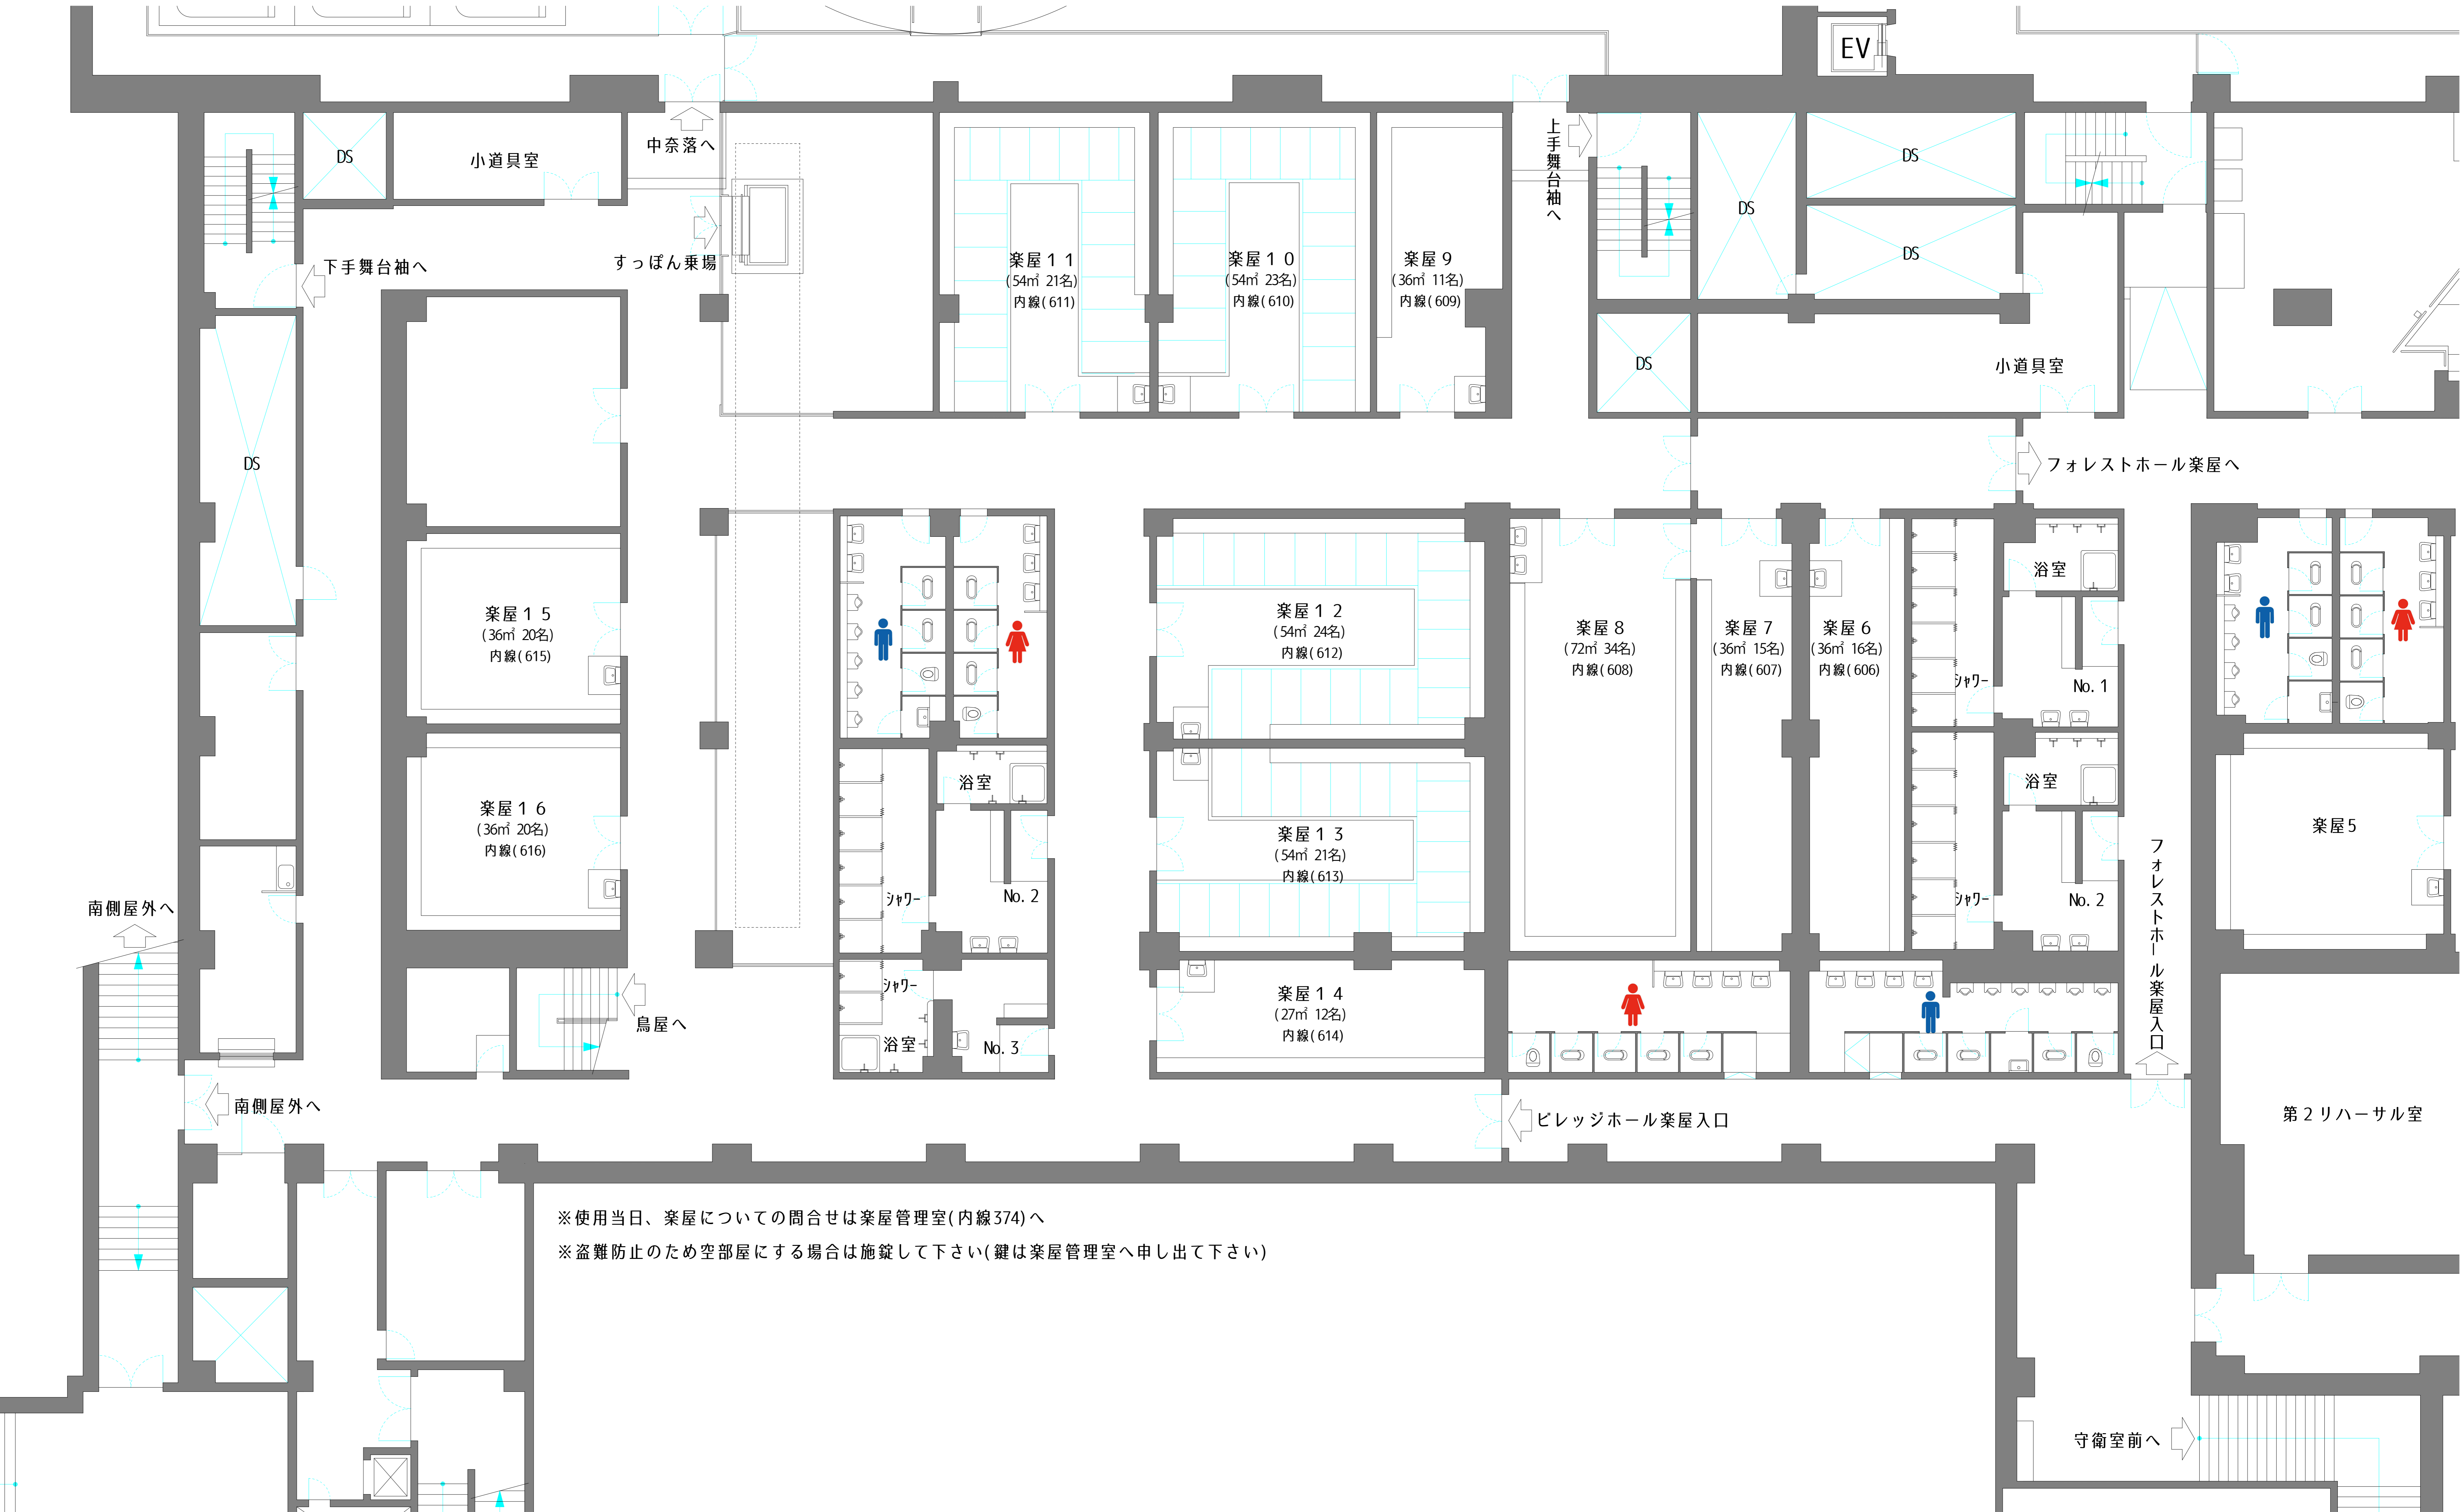 EV
DS
小道具室
中奈落へ
上手舞台袖へ
DS
DS
DS
下手舞台袖へ
すっぽん乗場
楽屋11
(54㎡ 21名)
内線(611)
楽屋10
(54㎡ 23名)
内線(610)
楽屋9
(36㎡ 11名)
内線(609)
DS
小道具室
DS
フォレストホール楽屋へ
楽屋15
(36㎡ 20名)
内線(615)
楽屋12
(54㎡ 24名)
内線(612)
楽屋8
(72㎡ 34名)
内線(608)
楽屋7
(36㎡ 15名)
内線(607)
楽屋6
(36㎡ 16名)
内線(606)
浴室
シャワー
No.1
楽屋16
(36㎡ 20名)
内線(616)
浴室
シャワー
No.2
楽屋13
(54㎡ 21名)
内線(613)
浴室
シャワー
No.2
楽屋5
フォレストホール楽屋入口
南側屋外へ
鳥屋へ
シャワー
浴室
No.3
楽屋14
(27㎡ 12名)
内線(614)
南側屋外へ
ビレッジホール楽屋入口
第2リハーサル室
※使用当日、楽屋についての問合せは楽屋管理室(内線374)へ
※盗難防止のため空部屋にする場合は施錠して下さい(鍵は楽屋管理室へ申し出て下さい)
守衛室前へ